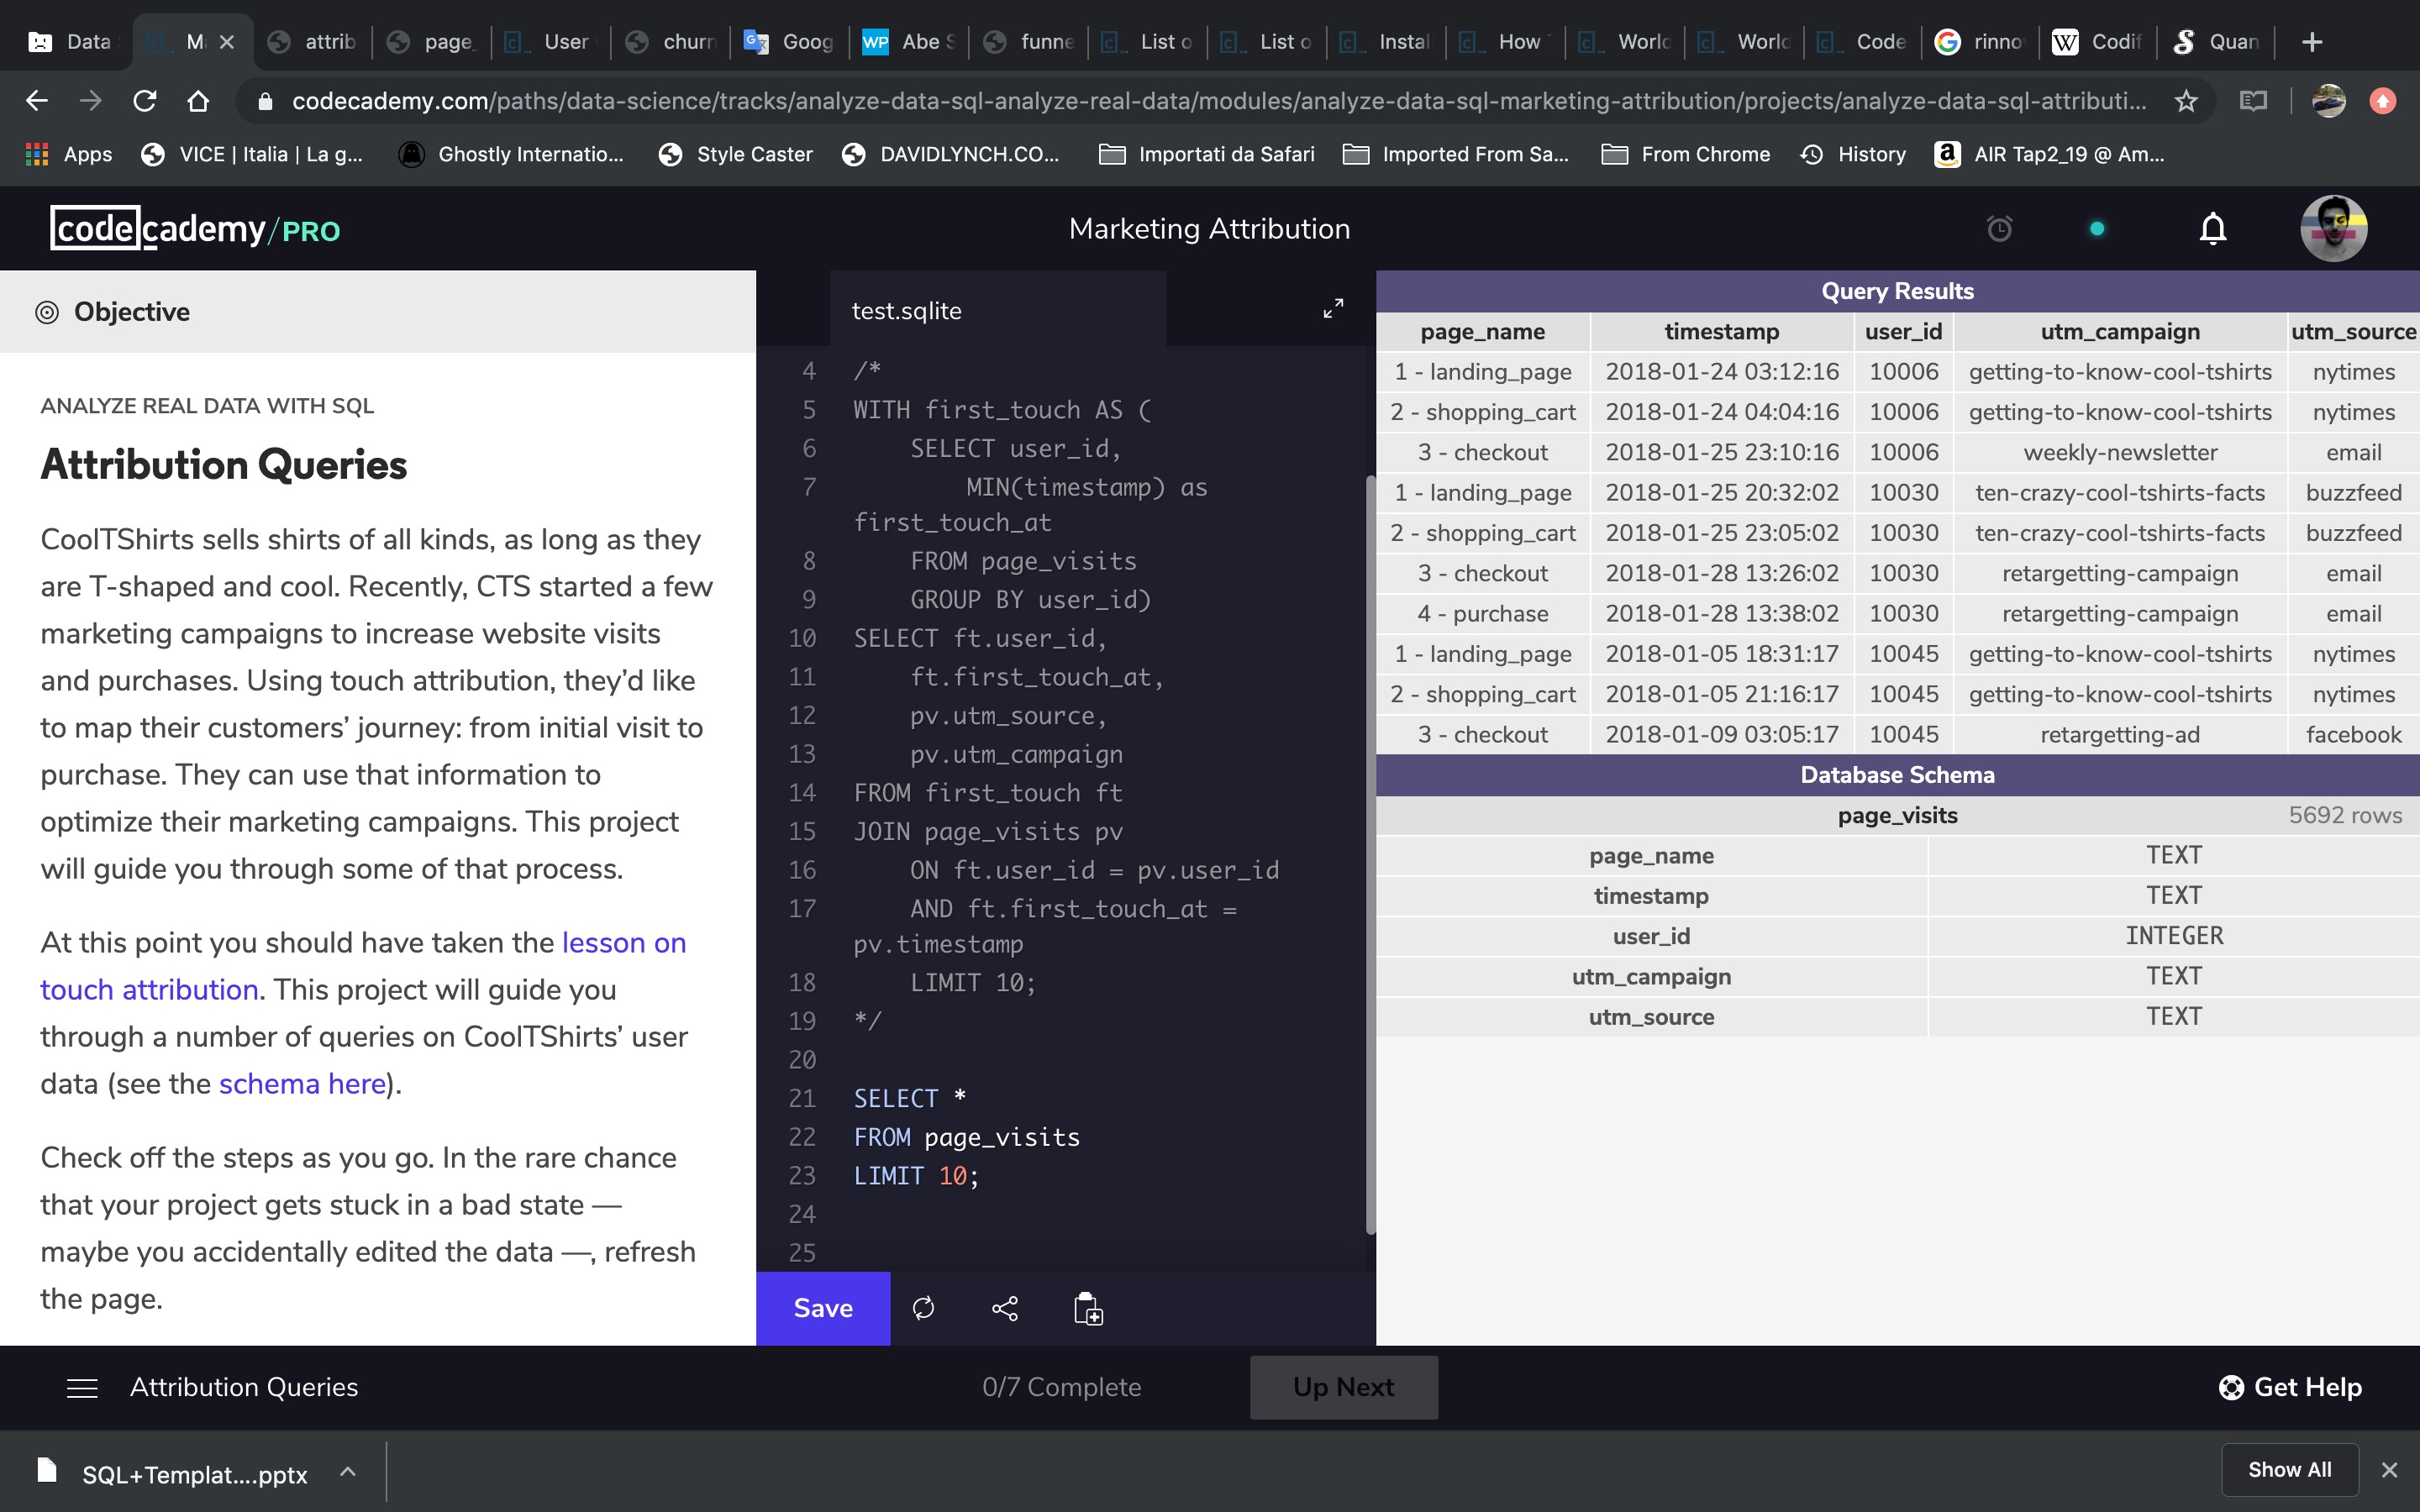 Data
Ma
attrib
page_
User
churn
Goog
WP Abe S
funne
List o
List o
Instal
How
World
World
Code
rinno
W Codif
Quan
codecademy.com/paths/data-science/tracks/analyze-data-sql-analyze-real-data/modules/analyze-data-sql-marketing-attribution/projects/analyze-data-sql-attributi...
Apps
VICE | Italia | La g...
Ghostly Internatio...
Style Caster
DAVIDLYNCH.CO...
Importati da Safari
Imported From Sa...
From Chrome
History
AIR Tap2_19 @ Am...
codecademy/PRO
Marketing Attribution
Objective
ANALYZE REAL DATA WITH SQL
Attribution Queries
CoolTShirts sells shirts of all kinds, as long as they
are T-shaped and cool. Recently, CTS started a few
marketing campaigns to increase website visits
and purchases. Using touch attribution, they’d like
to map their customers’ journey: from initial visit to
purchase. They can use that information to
optimize their marketing campaigns. This project
will guide you through some of that process.
At this point you should have taken the lesson on
touch attribution. This project will guide you
through a number of queries on CoolTShirts’ user
data (see the schema here).
Check off the steps as you go. In the rare chance
that your project gets stuck in a bad state —
maybe you accidentally edited the data —, refresh
the page.
test.sqlite
4 /*
5 WITH first_touch AS (
6 SELECT user_id,
7 MIN(timestamp) as
first_touch_at
8 FROM page_visits
9 GROUP BY user_id)
10 SELECT ft.user_id,
11 ft.first_touch_at,
12 pv.utm_source,
13 pv.utm_campaign
14 FROM first_touch ft
15 JOIN page_visits pv
16 ON ft.user_id = pv.user_id
17 AND ft.first_touch_at =
pv.timestamp
18 LIMIT 10;
19 */
20
21 SELECT *
22 FROM page_visits
23 LIMIT 10;
24
25
Save
Query Results
page_name timestamp user_id utm_campaign utm_source
1 - landing_page 2018-01-24 03:12:16 10006 getting-to-know-cool-tshirts nytimes
2 - shopping_cart 2018-01-24 04:04:16 10006 getting-to-know-cool-tshirts nytimes
3 - checkout 2018-01-25 23:10:16 10006 weekly-newsletter email
1 - landing_page 2018-01-25 20:32:02 10030 ten-crazy-cool-tshirts-facts buzzfeed
2 - shopping_cart 2018-01-25 23:05:02 10030 ten-crazy-cool-tshirts-facts buzzfeed
3 - checkout 2018-01-28 13:26:02 10030 retargetting-campaign email
4 - purchase 2018-01-28 13:38:02 10030 retargetting-campaign email
1 - landing_page 2018-01-05 18:31:17 10045 getting-to-know-cool-tshirts nytimes
2 - shopping_cart 2018-01-05 21:16:17 10045 getting-to-know-cool-tshirts nytimes
3 - checkout 2018-01-09 03:05:17 10045 retargetting-ad facebook
Database Schema
page_visits 5692 rows
page_name TEXT
timestamp TEXT
user_id INTEGER
utm_campaign TEXT
utm_source TEXT
Attribution Queries
0/7 Complete
Up Next
Get Help
SQL+Templat....pptx
Show All